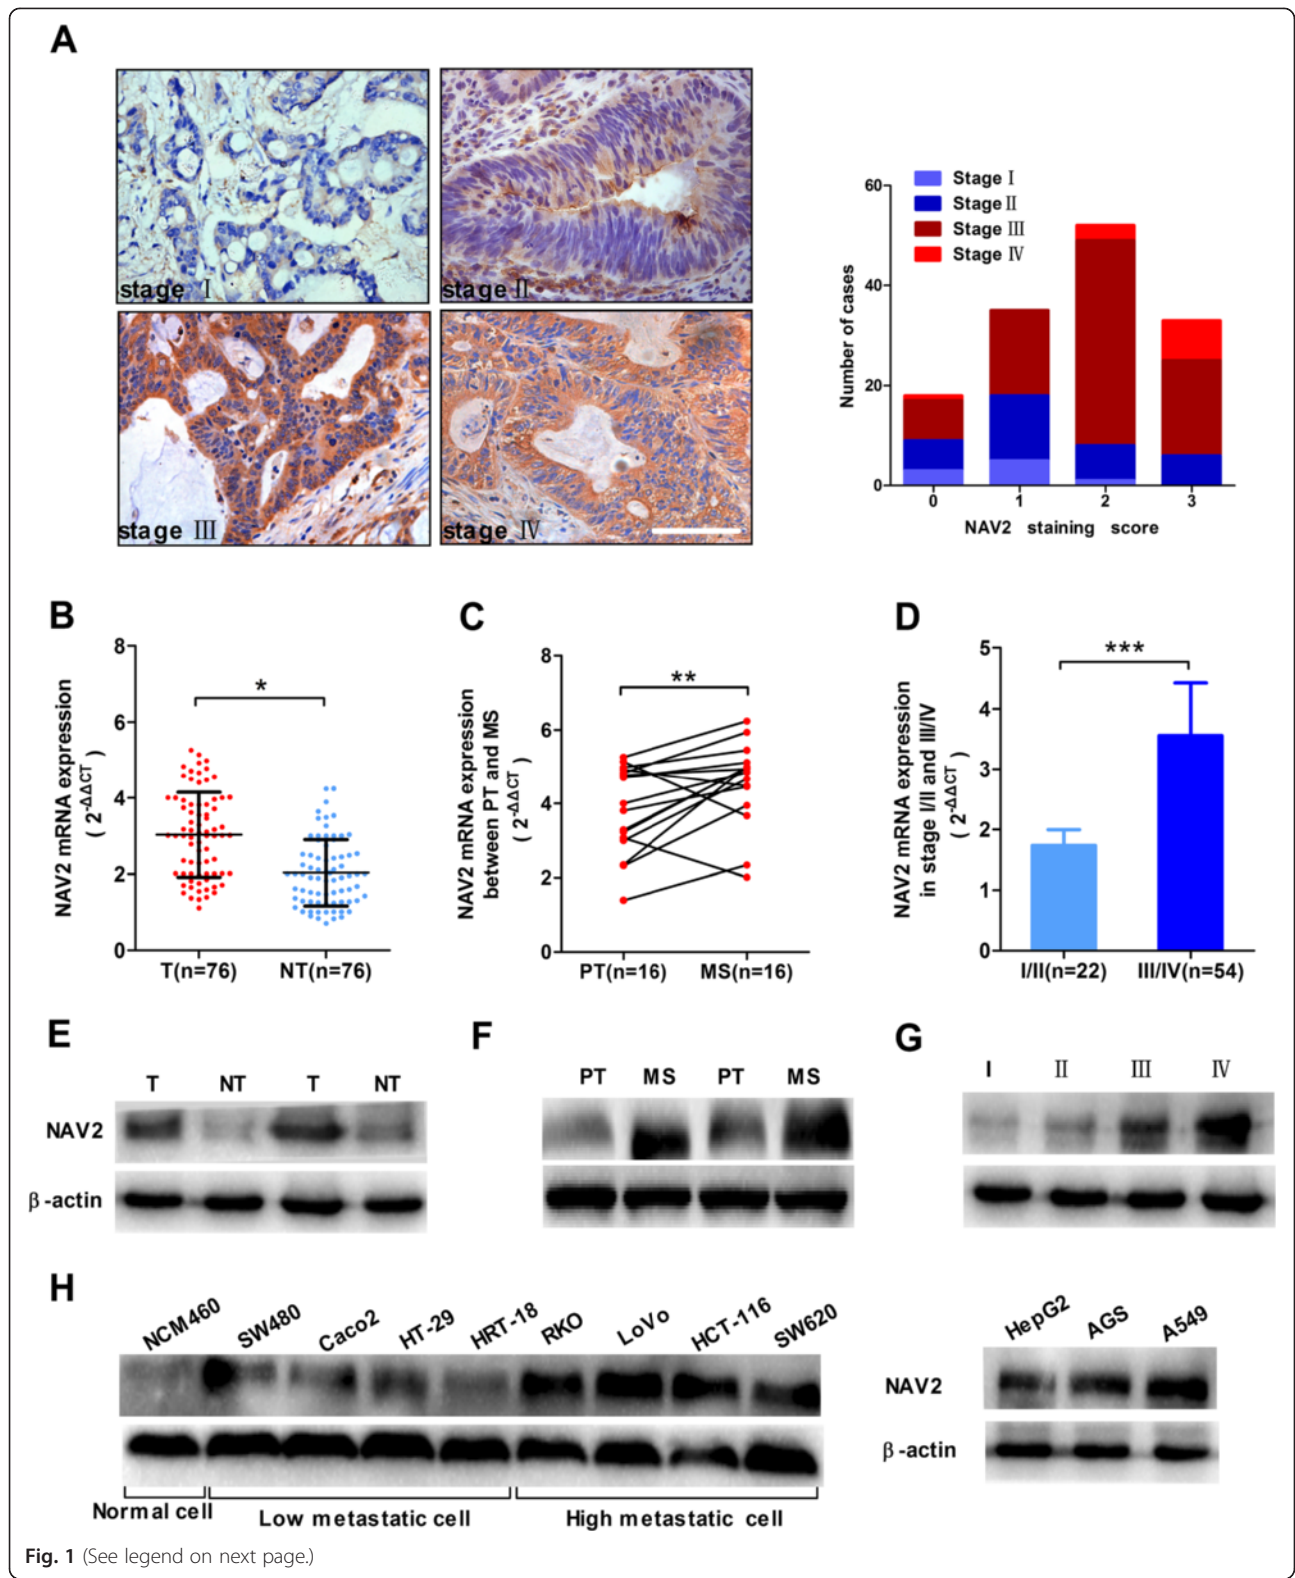 A
stage Ⅰ
stage Ⅱ
stage Ⅲ
stage Ⅳ
Stage Ⅰ
Stage Ⅱ
Stage Ⅲ
Stage Ⅳ
Number of cases
60
40
20
0
0 1 2 3
NAV2 staining score
B
NAV2 mRNA expression
( 2^-ΔΔCT )
8
6
4
2
0
*
T(n=76) NT(n=76)
C
NAV2 mRNA expression
between PT and MS
( 2^-ΔΔCT )
8
6
4
2
0
**
PT(n=16) MS(n=16)
D
NAV2 mRNA expression
in stage I/II and III/IV
( 2^-ΔΔCT )
5
4
3
2
1
0
***
I/II(n=22) III/IV(n=54)
E
T NT T NT
NAV2
β-actin
F
PT MS PT MS
G
I Ⅱ Ⅲ Ⅳ
H
NCM460 SW480 Caco2 HT-29 HRT-18 RKO LoVo HCT-116 SW620
Normal cell
Low metastatic cell
High metastatic cell
HepG2 AGS A549
NAV2
β-actin
Fig. 1 (See legend on next page.)